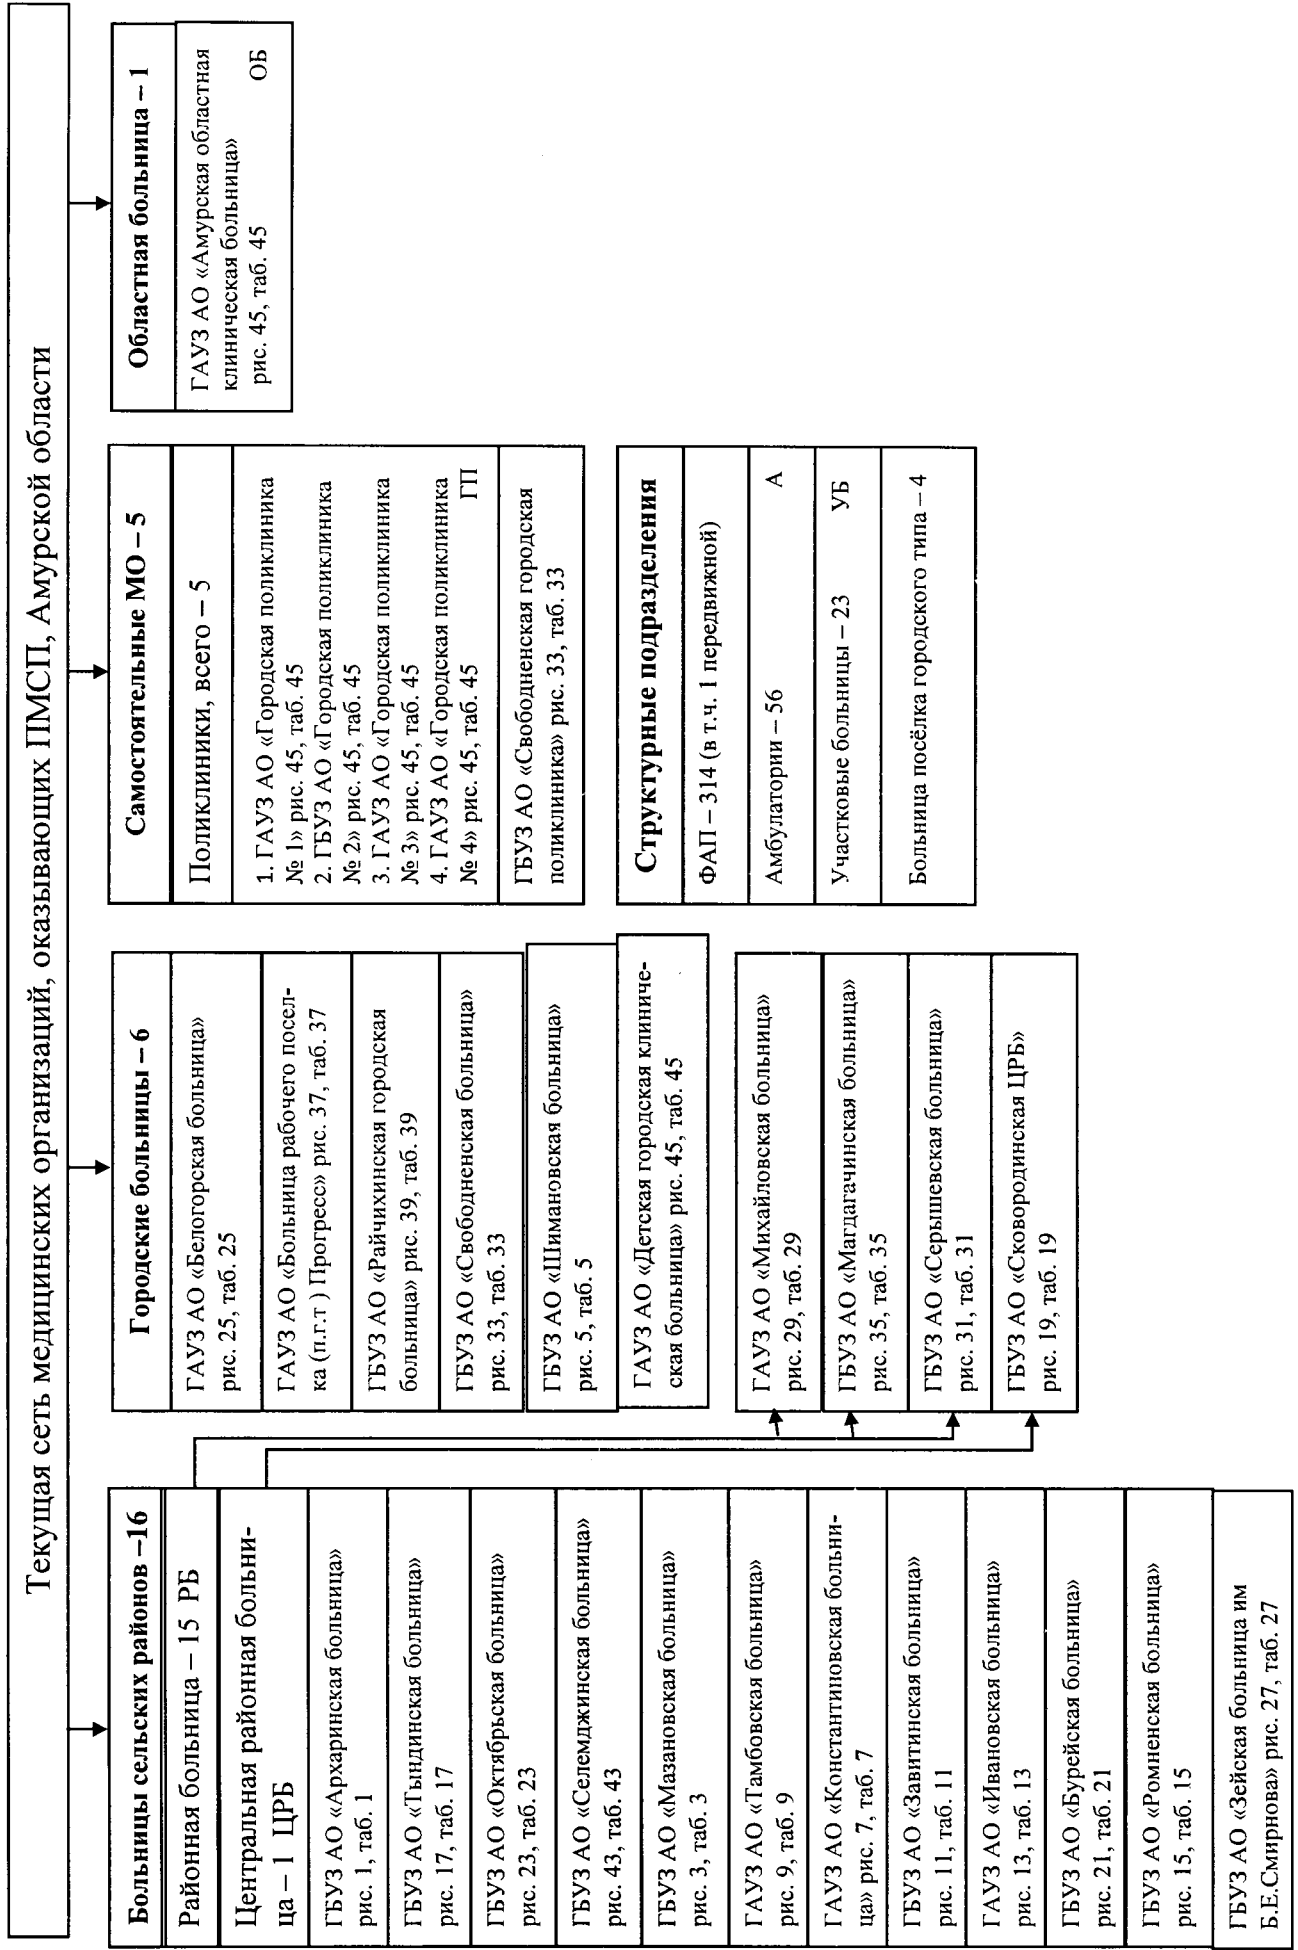 Текущая сеть медицинских организаций, оказывающих ПМСП, Амурской области
Больницы сельских районов –16
Районная больница – 15 РБ
Центральная районная больни-
ца – 1 ЦРБ
ГБУЗ АО «Архаринская больница»
рис. 1, таб. 1
ГБУЗ АО «Тындинская больница»
рис. 17, таб. 17
ГБУЗ АО «Октябрьская больница»
рис. 23, таб. 23
ГБУЗ АО «Селемджинская больница»
рис. 43, таб. 43
ГБУЗ АО «Мазановская больница»
рис. 3, таб. 3
ГАУЗ АО «Тамбовская больница»
рис. 9, таб. 9
ГАУЗ АО «Константиновская больни-
ца» рис. 7, таб. 7
ГБУЗ АО «Завитинская больница»
рис. 11, таб. 11
ГАУЗ АО «Ивановская больница»
рис. 13, таб. 13
ГБУЗ АО «Бурейская больница»
рис. 21, таб. 21
ГБУЗ АО «Ромненская больница»
рис. 15, таб. 15
ГБУЗ АО «Зейская больница им
Б.Е.Смирнова» рис. 27, таб. 27
Городские больницы – 6
ГАУЗ АО «Белогорская больница»
рис. 25, таб. 25
ГАУЗ АО «Больница рабочего посел-
ка (п.г.т ) Прогресс» рис. 37, таб. 37
ГБУЗ АО «Райчихинская городская
больница» рис. 39, таб. 39
ГБУЗ АО «Свободненская больница»
рис. 33, таб. 33
ГБУЗ АО «Шимановская больница»
рис. 5, таб. 5
ГАУЗ АО «Детская городская клиниче-
ская больница» рис. 45, таб. 45
ГАУЗ АО «Михайловская больница»
рис. 29, таб. 29
ГБУЗ АО «Магдагачинская больница»
рис. 35, таб. 35
ГБУЗ АО «Серышевская больница»
рис. 31, таб. 31
ГБУЗ АО «Сковородинская ЦРБ»
рис. 19, таб. 19
Самостоятельные МО – 5
Поликлиники, всего – 5
1. ГАУЗ АО «Городская поликлиника
№ 1» рис. 45, таб. 45
2. ГБУЗ АО «Городская поликлиника
№ 2» рис. 45, таб. 45
3. ГАУЗ АО «Городская поликлиника
№ 3» рис. 45, таб. 45
4. ГАУЗ АО «Городская поликлиника
№ 4» рис. 45, таб. 45 ГП
ГБУЗ АО «Свободненская городская
поликлиника» рис. 33, таб. 33
Структурные подразделения
ФАП – 314 (в т.ч. 1 передвижной)
Амбулатории – 56 А
Участковые больницы – 23 УБ
Больница посёлка городского типа – 4
Областная больница – 1
ГАУЗ АО «Амурская областная
клиническая больница»
рис. 45, таб. 45 ОБ